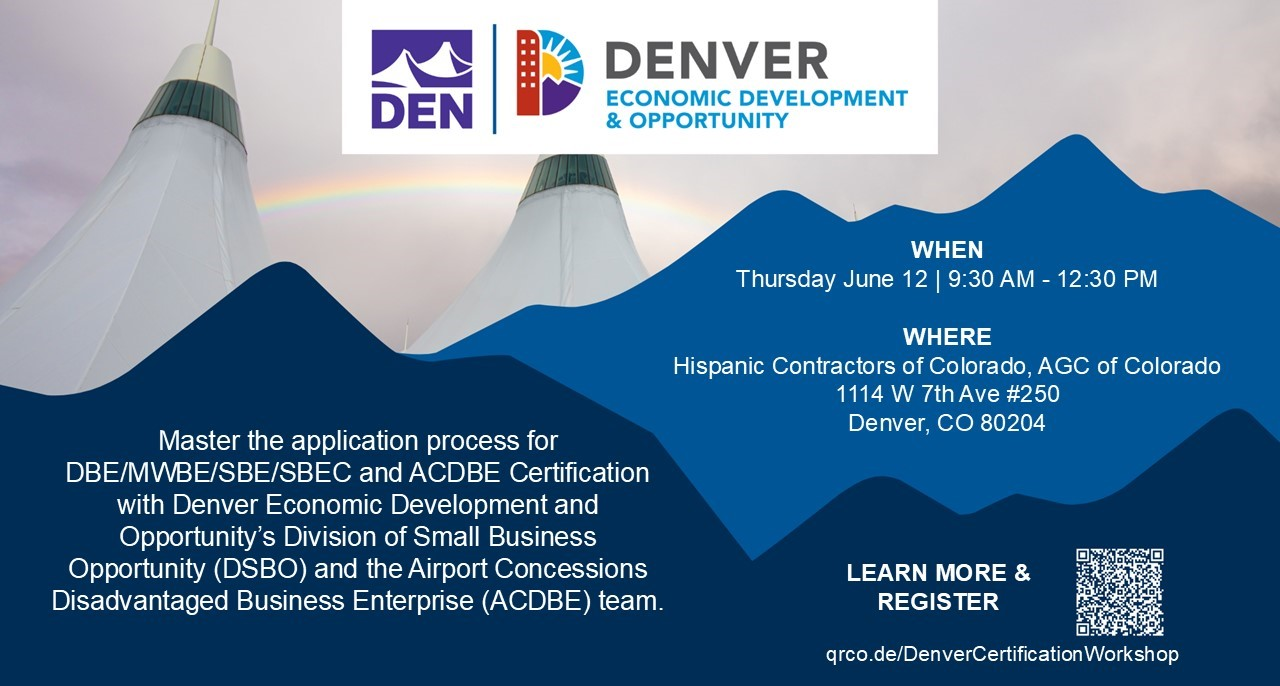 DEN
DENVER
ECONOMIC DEVELOPMENT
& OPPORTUNITY
WHEN
Thursday June 12 | 9:30 AM - 12:30 PM
WHERE
Hispanic Contractors of Colorado, AGC of Colorado
1114 W 7th Ave #250
Denver, CO 80204
Master the application process for
DBE/MWBE/SBE/SBEC and ACDBE Certification
with Denver Economic Development and
Opportunity’s Division of Small Business
Opportunity (DSBO) and the Airport Concessions
Disadvantaged Business Enterprise (ACDBE) team.
LEARN MORE &
REGISTER
qrco.de/DenverCertificationWorkshop